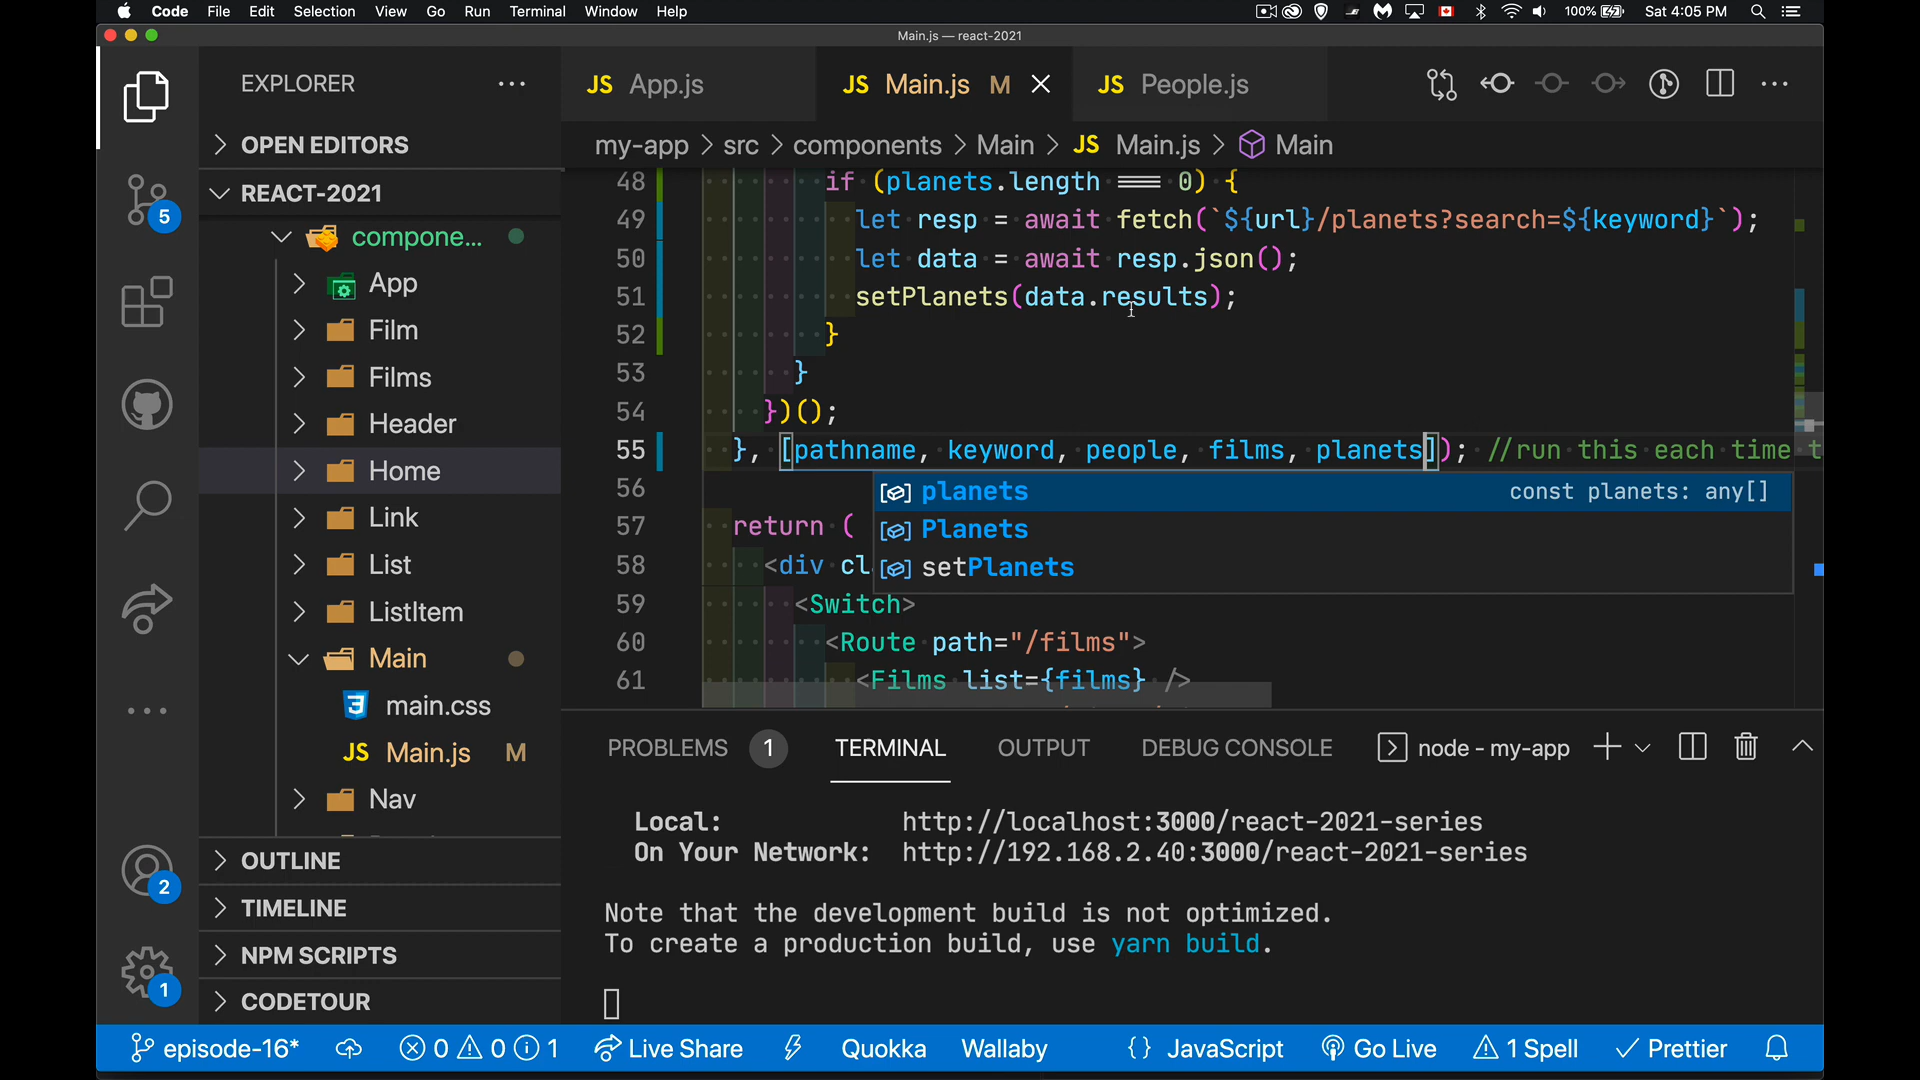 Code File Edit Selection View Go Run Terminal Window Help 100% Sat 4:05 PM
Main.js — react-2021
EXPLORER
OPEN EDITORS
REACT-2021
compone...
App
Film
Films
Header
Home
Link
List
ListItem
Main
main.css
JS Main.js M
Nav
OUTLINE
TIMELINE
NPM SCRIPTS
CODETOUR
5
2
1
JS App.js JS Main.js M JS People.js
my-app > src > components > Main > JS Main.js > Main
48 if (planets.length === 0) {
49 let resp = await fetch(`${url}/planets?search=${keyword}`);
50 let data = await resp.json();
51 setPlanets(data.results);
52 }
53 }
54 })();
55 }, [pathname, keyword, people, films, planets]); //run this each time t
56
planets const planets: any[]
Planets
setPlanets
57 return (
58 <div cl
59 <Switch>
60 <Route path="/films">
61 <Films list={films} />
PROBLEMS 1 TERMINAL OUTPUT DEBUG CONSOLE node - my-app
Local: http://localhost:3000/react-2021-series
On Your Network: http://192.168.2.40:3000/react-2021-series
Note that the development build is not optimized.
To create a production build, use yarn build.
episode-16* 0 0 1 Live Share Quokka Wallaby {} JavaScript Go Live 1 Spell Prettier